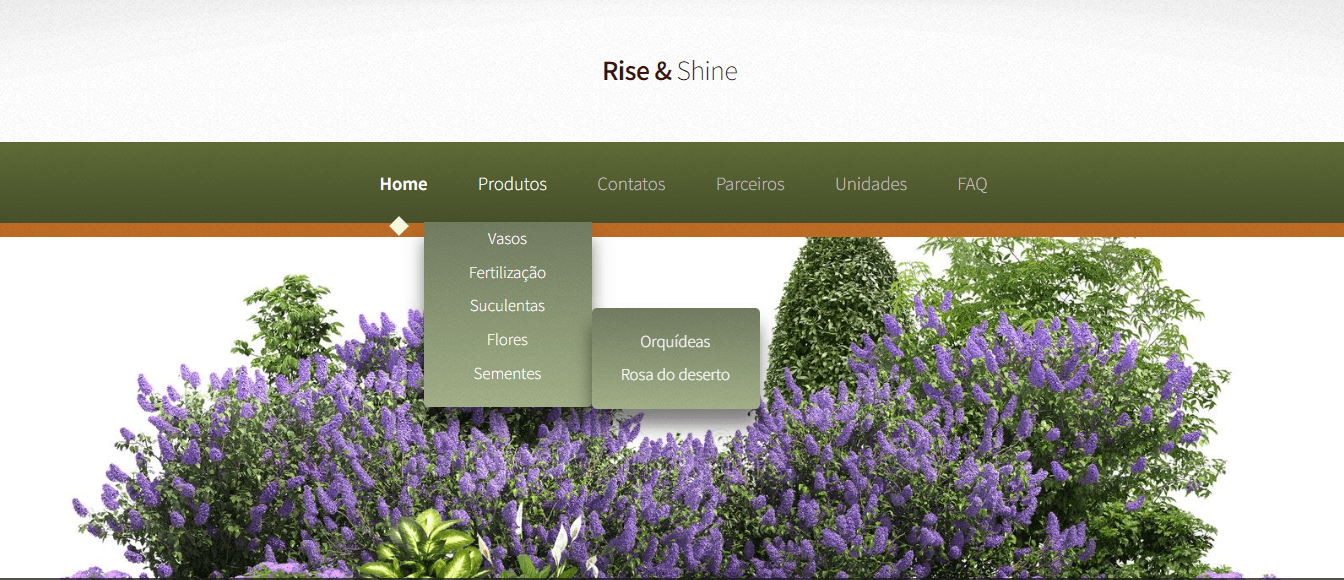 Rise & Shine
Home Produtos Contatos Parceiros Unidades FAQ
Vasos
Fertilização
Suculentas
Flores
Sementes
Orquídeas
Rosa do deserto